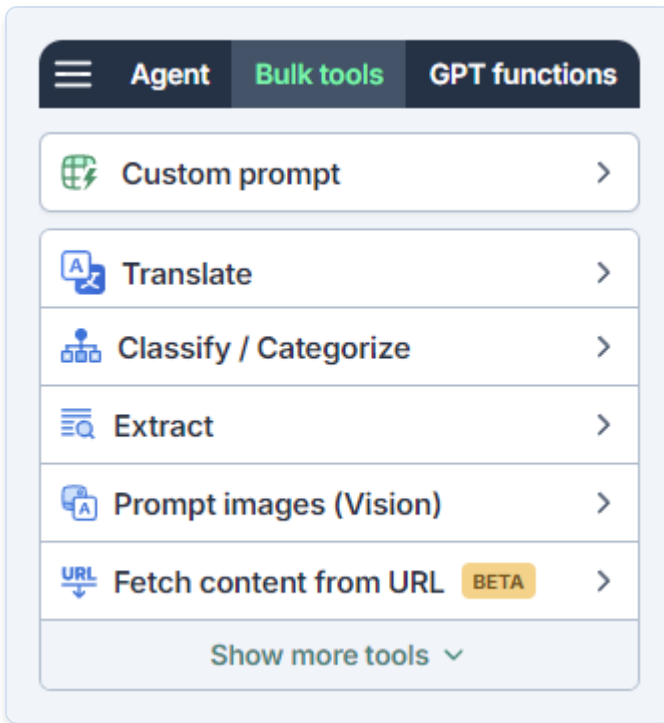 Agent Bulk tools GPT functions
Custom prompt
A Translate
Classify / Categorize
Extract
A Prompt images (Vision)
URL Fetch content from URL BETA
Show more tools